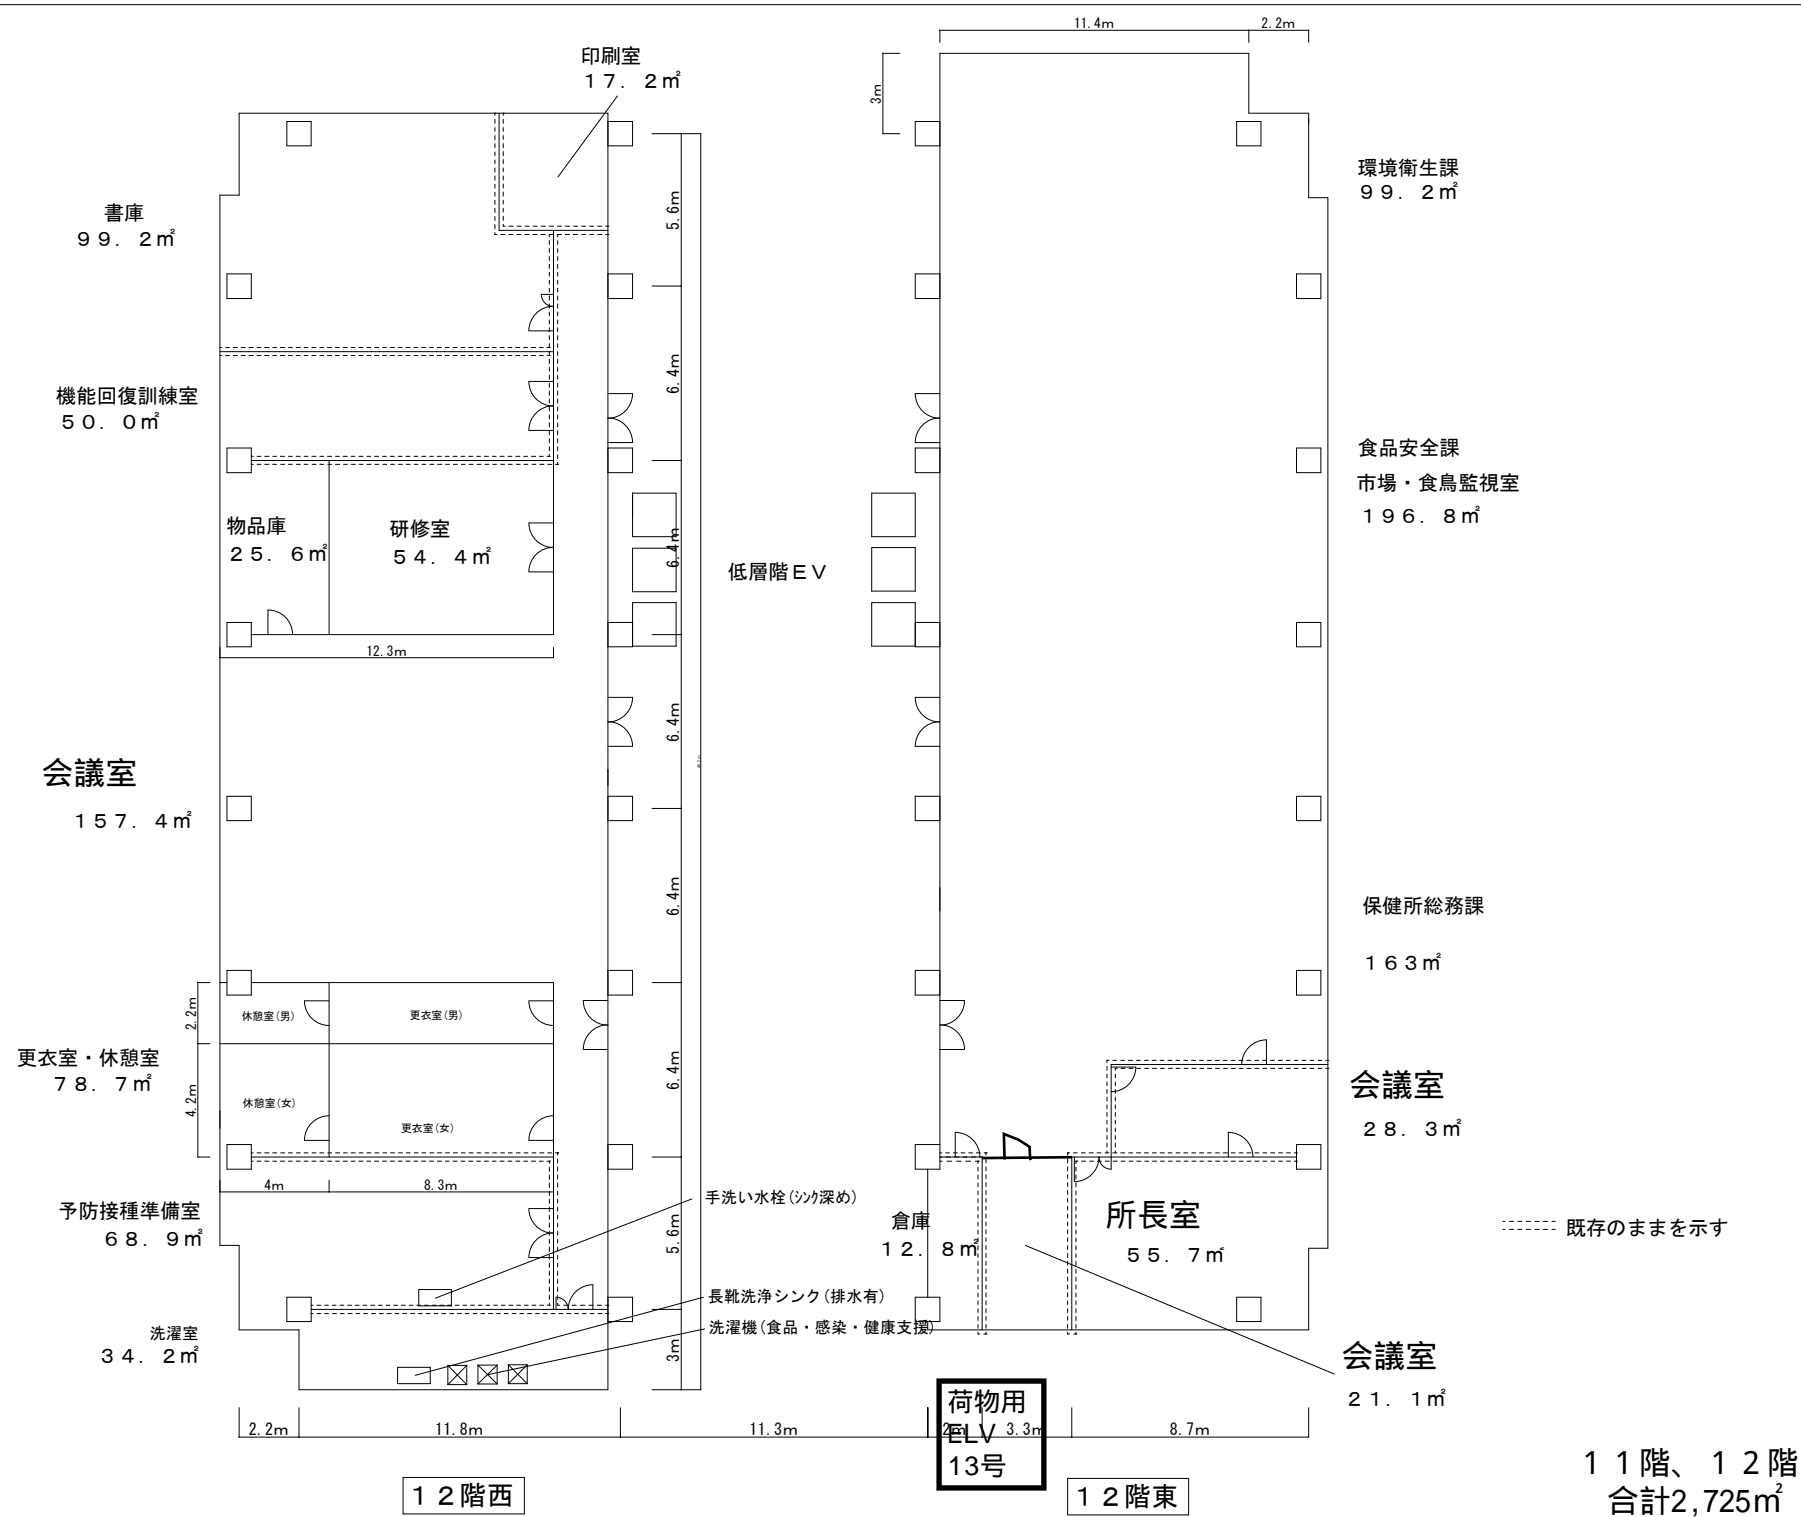 11.4m
2.2m
3m
印刷室
１７．２㎡
書庫
９９．２㎡
5.6m
環境衛生課
９９．２㎡
機能回復訓練室
５０．０㎡
6.4m
食品安全課
市場・食鳥監視室
１９６．８㎡
物品庫
２５．６㎡
研修室
５４．４㎡
6.4m
低層階ＥＶ
12.3m
6.4m
会議室
１５７．４㎡
6.4m
保健所総務課
１６３㎡
2.2m
休憩室(男)
更衣室(男)
更衣室・休憩室
７８．７㎡
4.2m
休憩室(女)
更衣室(女)
6.4m
会議室
２８．３㎡
4m
8.3m
予防接種準備室
６８．９㎡
手洗い水栓(ｼﾝｸ深め)
5.6m
倉庫
１２．８㎡
所長室
５５．７㎡
既存のままを示す
長靴洗浄シンク(排水有)
洗濯機(食品・感染・健康支援)
洗濯室
３４．２㎡
3m
会議室
２１．１㎡
荷物用
ELV
13号
2.2m
11.8m
11.3m
2m
3.3m
8.7m
１２階西
１２階東
１１階、１２階
合計2,725㎡